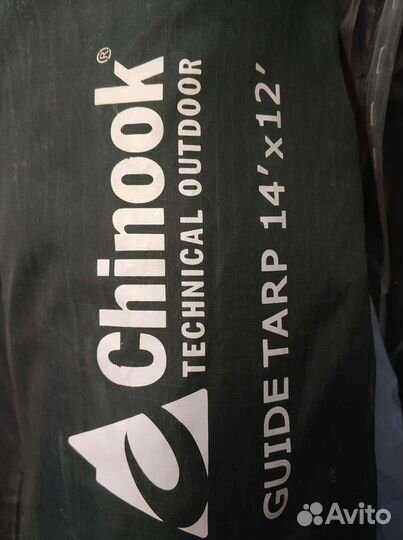 Chinook®
TECHNICAL OUTDOOR
GUIDE TARP 14'x12'
Avito